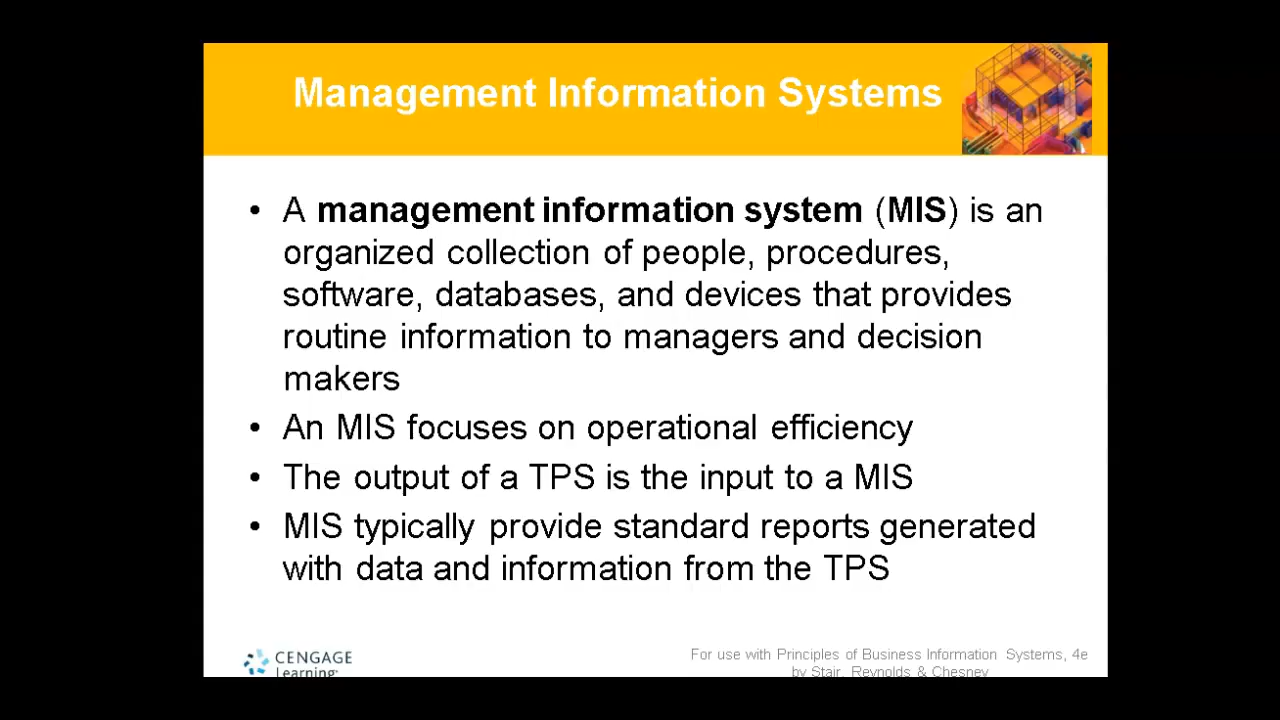 Management Information Systems
• A management information system (MIS) is an
organized collection of people, procedures,
software, databases, and devices that provides
routine information to managers and decision
makers
• An MIS focuses on operational efficiency
• The output of a TPS is the input to a MIS
• MIS typically provide standard reports generated
with data and information from the TPS
CENGAGE
Learning
For use with Principles of Business Information Systems, 4e
by Stair, Reynolds & Chesney